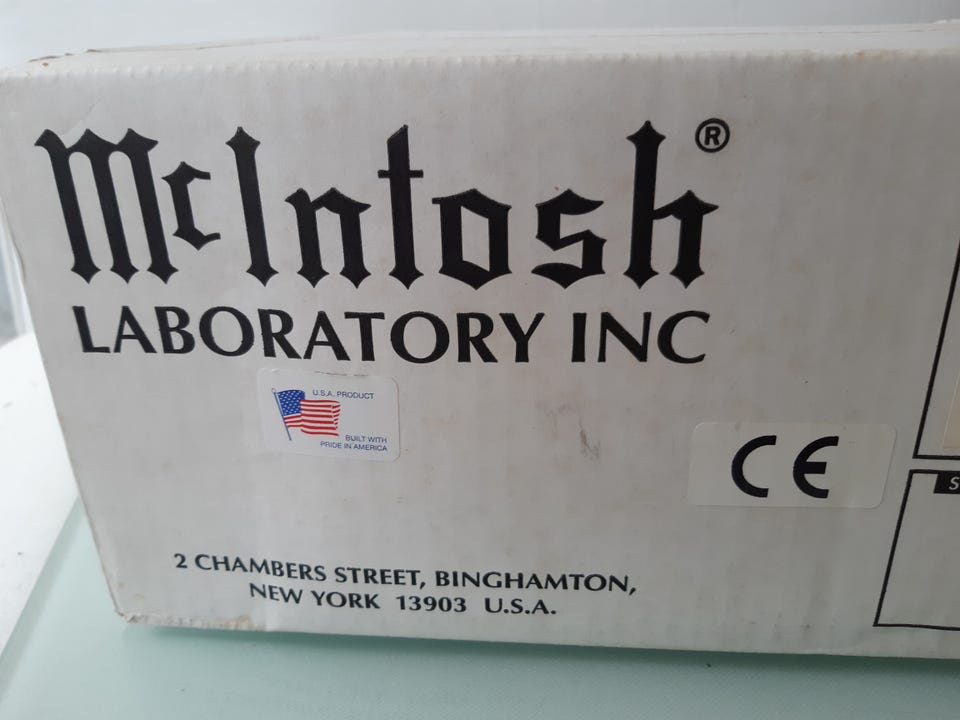 McIntosh®
LABORATORY INC
U.S.A. PRODUCT
BUILT WITH
PRIDE IN AMERICA
CE
2 CHAMBERS STREET, BINGHAMTON,
NEW YORK 13903 U.S.A.